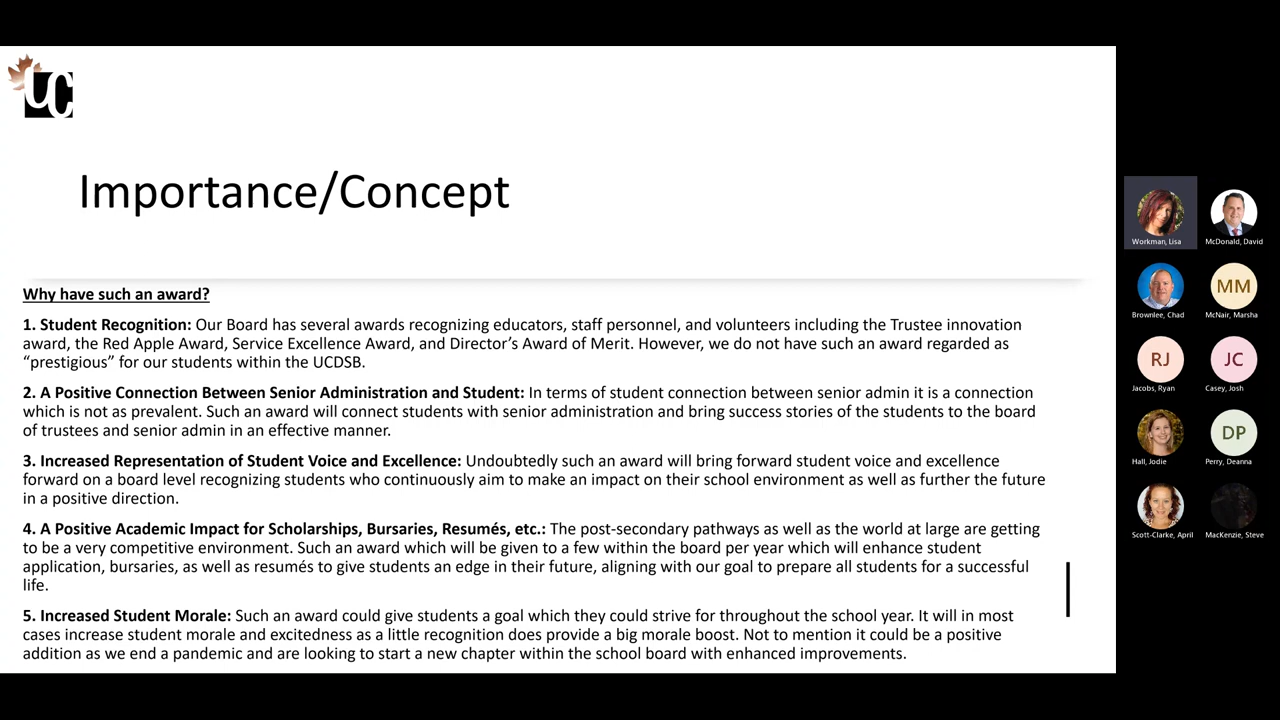 UC
Importance/Concept
Why have such an award?
1. Student Recognition: Our Board has several awards recognizing educators, staff personnel, and volunteers including the Trustee innovation
award, the Red Apple Award, Service Excellence Award, and Director’s Award of Merit. However, we do not have such an award regarded as
“prestigious” for our students within the UCDSB.
2. A Positive Connection Between Senior Administration and Student: In terms of student connection between senior admin it is a connection
which is not as prevalent. Such an award will connect students with senior administration and bring success stories of the students to the board
of trustees and senior admin in an effective manner.
3. Increased Representation of Student Voice and Excellence: Undoubtedly such an award will bring forward student voice and excellence
forward on a board level recognizing students who continuously aim to make an impact on their school environment as well as further the future
in a positive direction.
4. A Positive Academic Impact for Scholarships, Bursaries, Resumés, etc.: The post-secondary pathways as well as the world at large are getting
to be a very competitive environment. Such an award which will be given to a few within the board per year which will enhance student
application, bursaries, as well as resumés to give students an edge in their future, aligning with our goal to prepare all students for a successful
life.
5. Increased Student Morale: Such an award could give students a goal which they could strive for throughout the school year. It will in most
cases increase student morale and excitedness as a little recognition does provide a big morale boost. Not to mention it could be a positive
addition as we end a pandemic and are looking to start a new chapter within the school board with enhanced improvements.
Workman, Lisa
McDonald, David
Brownlee, Chad
MM
McNair, Marsha
RJ
Jacobs, Ryan
JC
Casey, Josh
Hall, Jodie
DP
Perry, Deanna
Scott-Clarke, April
MacKenzie, Steve